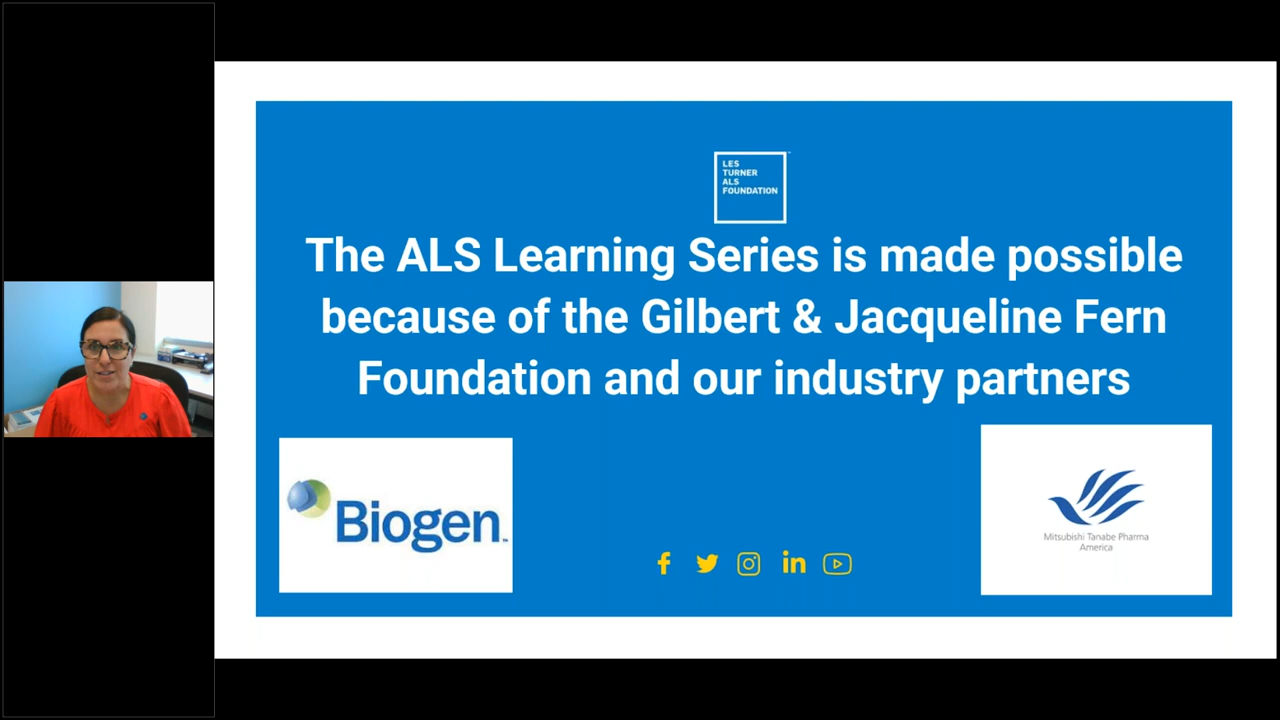 LES
TURNER
ALS
FOUNDATION
The ALS Learning Series is made possible
because of the Gilbert & Jacqueline Fern
Foundation and our industry partners
Biogen
Mitsubishi Tanabe Pharma
America